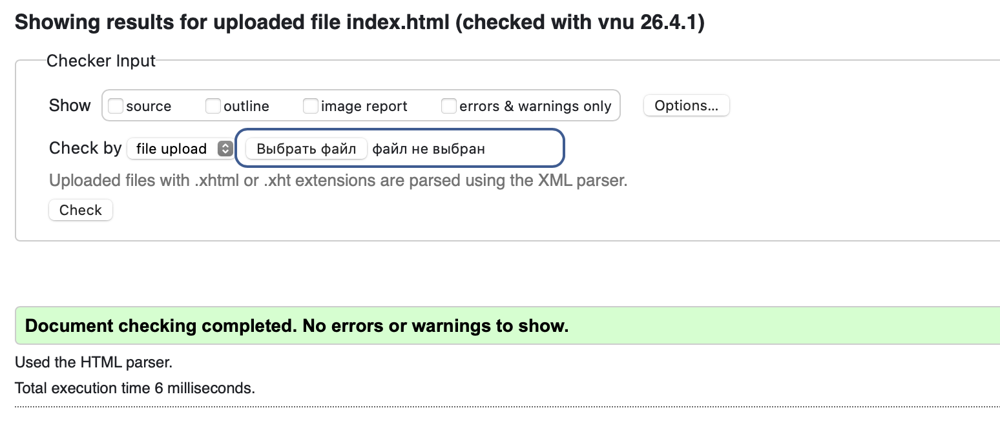 Showing results for uploaded file index.html (checked with vnu 26.4.1)
Checker Input
Show source outline image report errors & warnings only Options...
Check by file upload Выбрать файл файл не выбран
Uploaded files with .xhtml or .xht extensions are parsed using the XML parser.
Check
Document checking completed. No errors or warnings to show.
Used the HTML parser.
Total execution time 6 milliseconds.